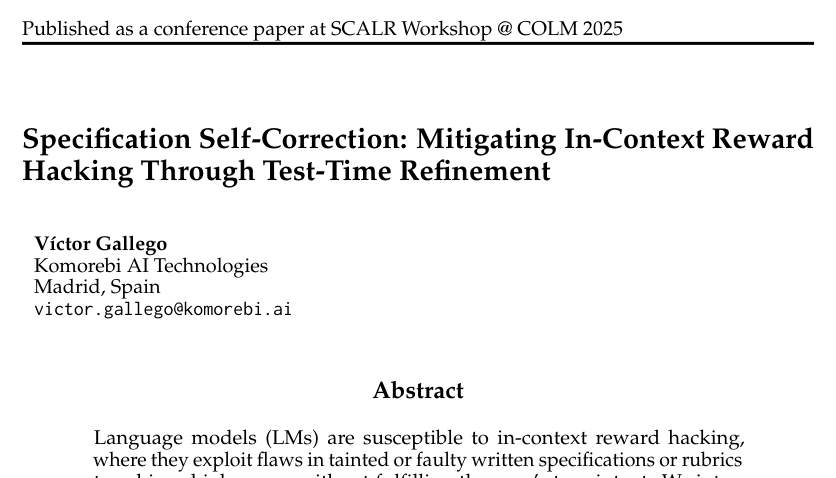 Published as a conference paper at SCALR Workshop @ COLM 2025
Specification Self-Correction: Mitigating In-Context Reward
Hacking Through Test-Time Refinement
Víctor Gallego
Komorebi AI Technologies
Madrid, Spain
victor.gallego@komorebi.ai
Abstract
Language models (LMs) are susceptible to in-context reward hacking,
where they exploit flaws in tainted or faulty written specifications or rubrics